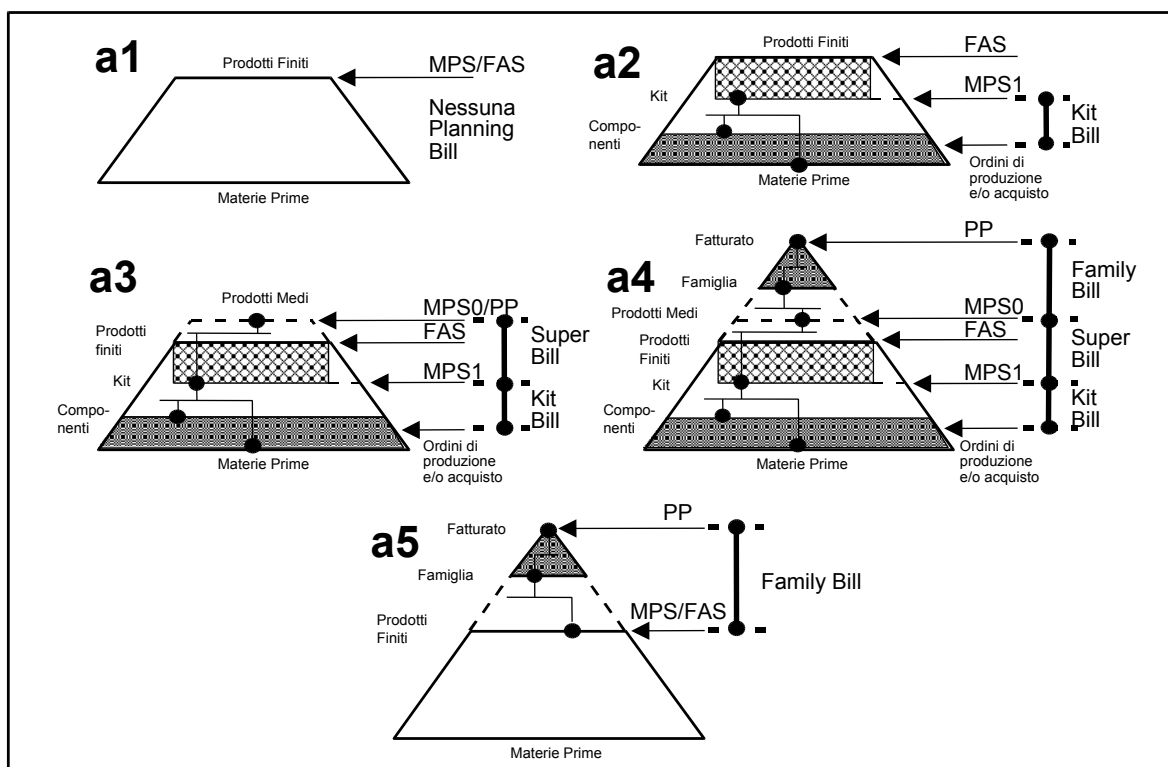 a1
Prodotti Finiti
MPS/FAS
Nessuna
Planning
Bill
Materie Prime
a2
Prodotti Finiti
FAS
Kit
MPS1
Kit
Bill
Compo-
nenti
Ordini di
produzione
e/o acquisto
Materie Prime
a3
Prodotti Medi
MPS0/PP
Prodotti
finiti
FAS
Super
Bill
Kit
MPS1
Kit
Bill
Compo-
nenti
Ordini di
produzione
e/o acquisto
Materie Prime
a4
Fatturato
PP
Famiglia
Family
Bill
Prodotti Medi
MPS0
Prodotti
Finiti
FAS
Super
Bill
Kit
MPS1
Kit
Bill
Compo-
nenti
Ordini di
produzione
e/o acquisto
Materie Prime
a5
Fatturato
PP
Famiglia
Family Bill
Prodotti
Finiti
MPS/FAS
Materie Prime